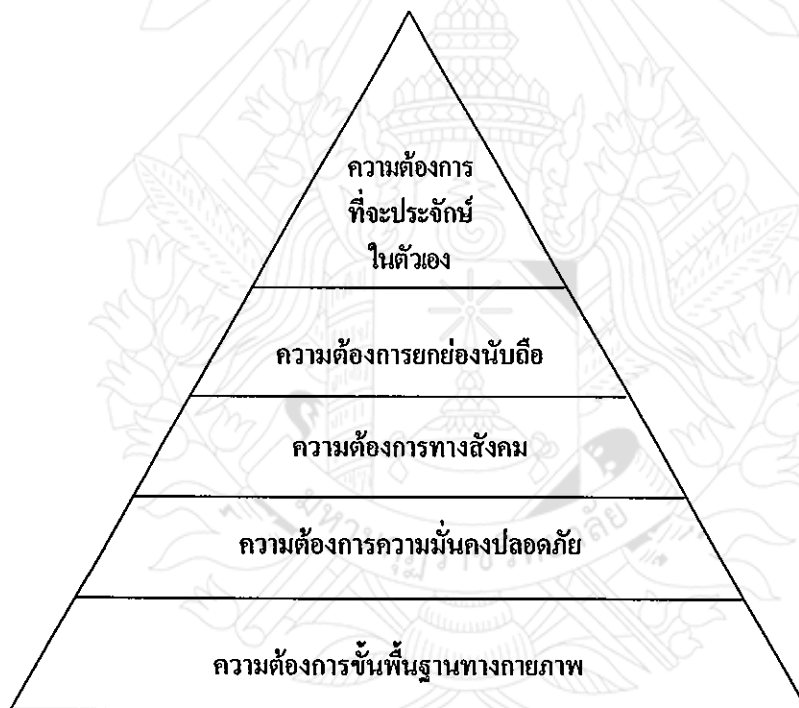 ความต้องการ
ที่จะประจักษ์
ในตัวเอง
ความต้องการยกย่องนับถือ
ความต้องการทางสังคม
ความต้องการความมั่นคงปลอดภัย
ความต้องการขั้นพื้นฐานทางกายภาพ